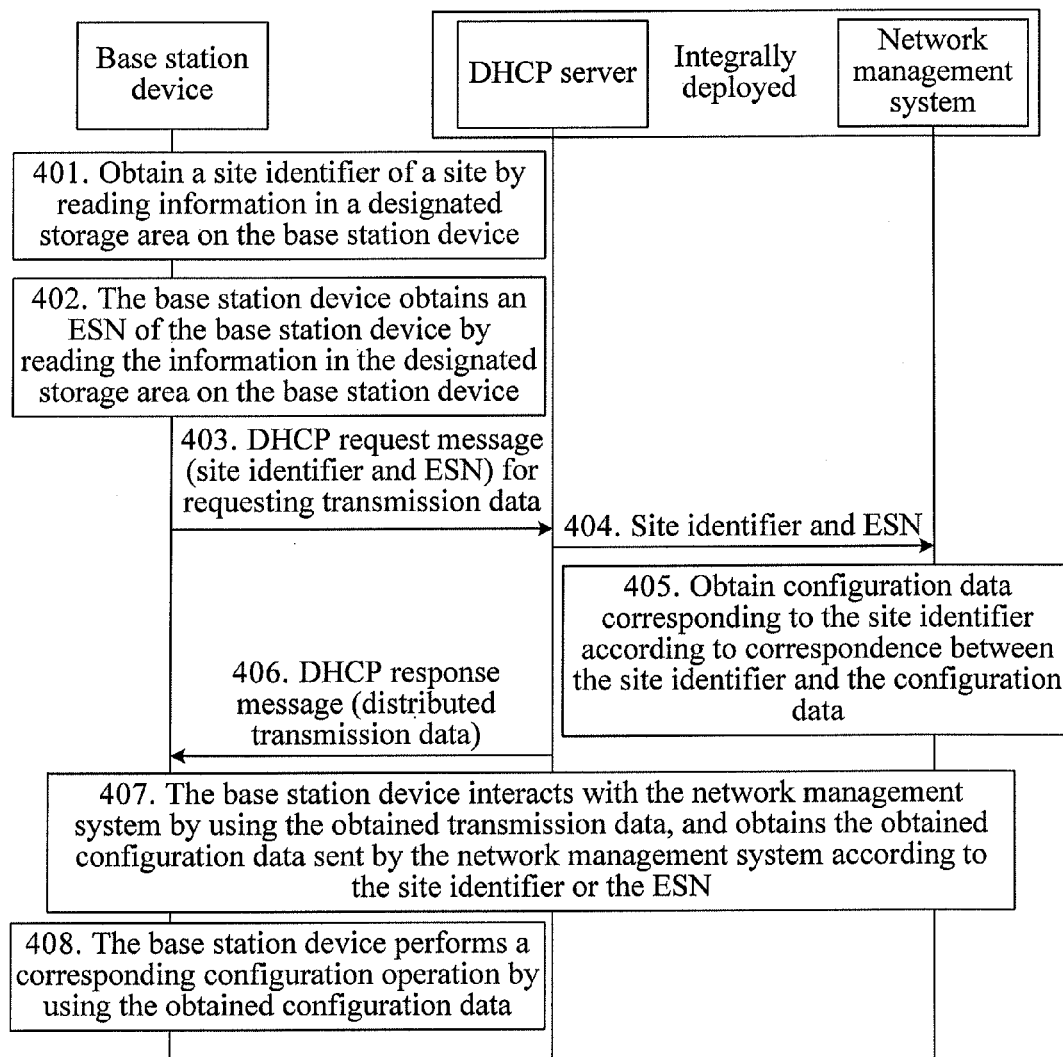 Base station
device
DHCP server
Integrally
deployed
Network
management
system
401. Obtain a site identifier of a site by
reading information in a designated
storage area on the base station device
402. The base station device obtains an
ESN of the base station device by
reading the information in the designated
storage area on the base station device
403. DHCP request message
(site identifier and ESN) for
requesting transmission data
404. Site identifier and ESN
405. Obtain configuration data
corresponding to the site identifier
according to correspondence between
the site identifier and the configuration
data
406. DHCP response
message (distributed
transmission data)
407. The base station device interacts with the network management
system by using the obtained transmission data, and obtains the obtained
configuration data sent by the network management system according to
the site identifier or the ESN
408. The base station device performs a
corresponding configuration operation by
using the obtained configuration data